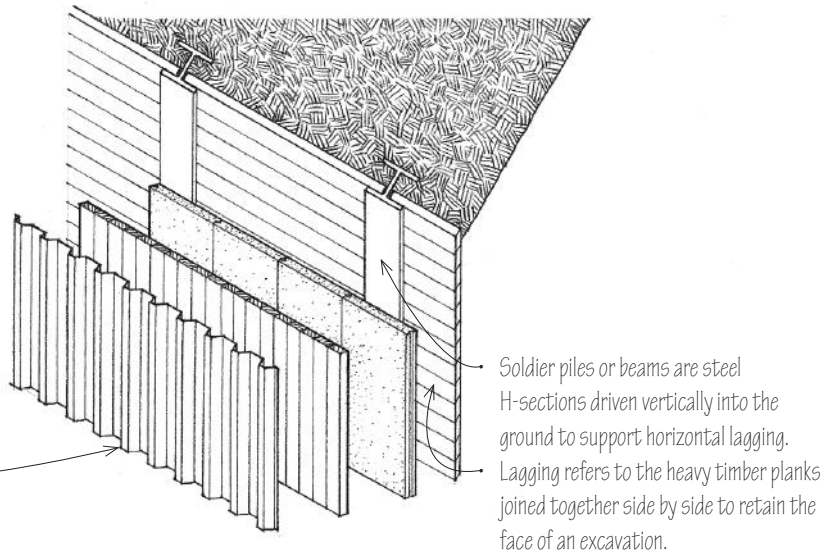 Soldier piles or beams are steel
H-sections driven vertically into the
ground to support horizontal lagging.
Lagging refers to the heavy timber planks
joined together side by side to retain the
face of an excavation.